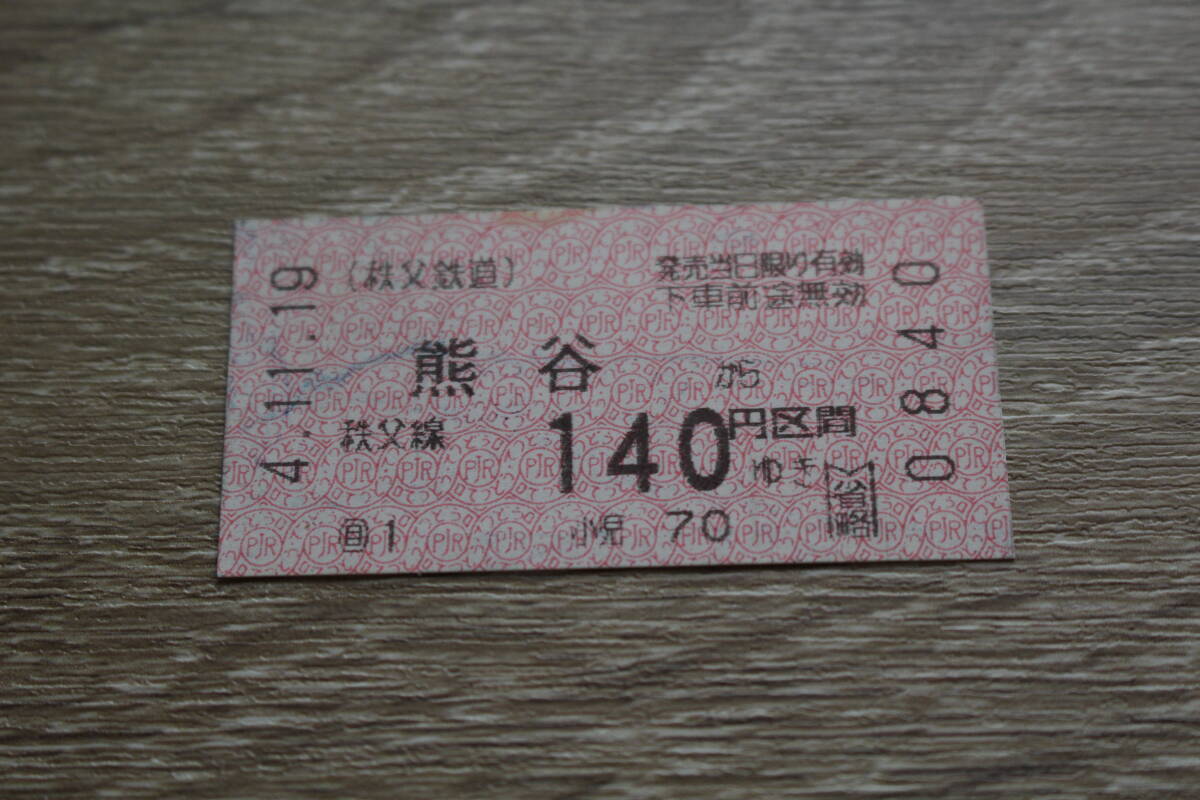 4.11.19
(秩父鉄道)
発売当日限り有効
下車前途無効
熊谷から
秩父線 140円区間
ゆき
回1
小児 70
0840